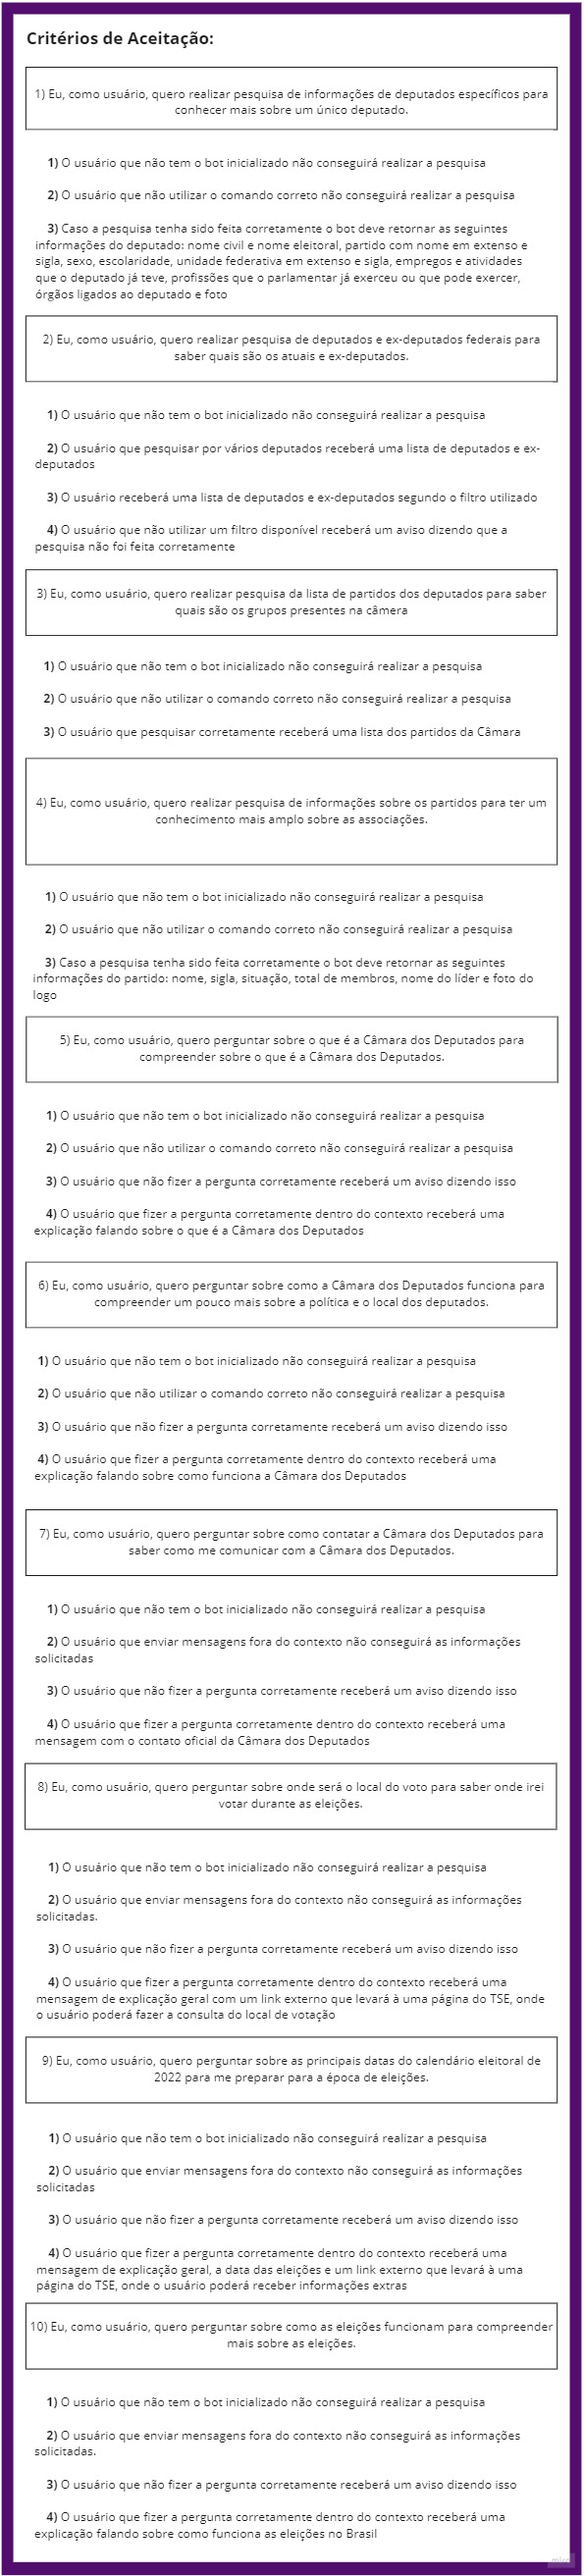 Critérios de Aceitação:
1) Eu, como usuário, quero realizar pesquisa de informações de deputados específicos para
conhecer mais sobre um único deputado.
1) O usuário que não tem o bot inicializado não conseguirá realizar a pesquisa
2) O usuário que não utilizar o comando correto não conseguirá realizar a pesquisa
3) Caso a pesquisa tenha sido feita corretamente o bot deve retornar as seguintes
informações do deputado: nome civil e nome eleitoral, partido com nome em extenso e
sigla, sexo, escolaridade, unidade federativa em extenso e sigla, empregos e atividades
que o deputado já teve, profissões que o parlamentar já exerceu ou que pode exercer,
órgãos ligados ao deputado e foto
2) Eu, como usuário, quero realizar pesquisa de deputados e ex-deputados federais para
saber quais são os atuais e ex-deputados.
1) O usuário que não tem o bot inicializado não conseguirá realizar a pesquisa
2) O usuário que pesquisar por vários deputados receberá uma lista de deputados e ex-
deputados
3) O usuário receberá uma lista de deputados e ex-deputados segundo o filtro utilizado
4) O usuário que não utilizar um filtro disponível receberá um aviso dizendo que a
pesquisa não foi feita corretamente
3) Eu, como usuário, quero realizar pesquisa da lista de partidos dos deputados para saber
quais são os grupos presentes na câmera
1) O usuário que não tem o bot inicializado não conseguirá realizar a pesquisa
2) O usuário que não utilizar o comando correto não conseguirá realizar a pesquisa
3) O usuário que pesquisar corretamente receberá uma lista dos partidos da Câmara
4) Eu, como usuário, quero realizar pesquisa de informações sobre os partidos para ter um
conhecimento mais amplo sobre as associações.
1) O usuário que não tem o bot inicializado não conseguirá realizar a pesquisa
2) O usuário que não utilizar o comando correto não conseguirá realizar a pesquisa
3) Caso a pesquisa tenha sido feita corretamente o bot deve retornar as seguintes
informações do partido: nome, sigla, situação, total de membros, nome do líder e foto do
logo
5) Eu, como usuário, quero perguntar sobre o que é a Câmara dos Deputados para
compreender sobre o que é a Câmara dos Deputados.
1) O usuário que não tem o bot inicializado não conseguirá realizar a pesquisa
2) O usuário que não utilizar o comando correto não conseguirá realizar a pesquisa
3) O usuário que não fizer a pergunta corretamente receberá um aviso dizendo isso
4) O usuário que fizer a pergunta corretamente dentro do contexto receberá uma
explicação falando sobre o que é a Câmara dos Deputados
6) Eu, como usuário, quero perguntar sobre como a Câmara dos Deputados funciona para
compreender um pouco mais sobre a política e o local dos deputados.
1) O usuário que não tem o bot inicializado não conseguirá realizar a pesquisa
2) O usuário que não utilizar o comando correto não conseguirá realizar a pesquisa
3) O usuário que não fizer a pergunta corretamente receberá um aviso dizendo isso
4) O usuário que fizer a pergunta corretamente dentro do contexto receberá uma
explicação falando sobre como funciona a Câmara dos Deputados
7) Eu, como usuário, quero perguntar sobre como contatar a Câmara dos Deputados para
saber como me comunicar com a Câmara dos Deputados.
1) O usuário que não tem o bot inicializado não conseguirá realizar a pesquisa
2) O usuário que enviar mensagens fora do contexto não conseguirá as informações
solicitadas
3) O usuário que não fizer a pergunta corretamente receberá um aviso dizendo isso
4) O usuário que fizer a pergunta corretamente dentro do contexto receberá uma
mensagem com o contato oficial da Câmara dos Deputados
8) Eu, como usuário, quero perguntar sobre onde será o local do voto para saber onde irei
votar durante as eleições.
1) O usuário que não tem o bot inicializado não conseguirá realizar a pesquisa
2) O usuário que enviar mensagens fora do contexto não conseguirá as informações
solicitadas.
3) O usuário que não fizer a pergunta corretamente receberá um aviso dizendo isso
4) O usuário que fizer a pergunta corretamente dentro do contexto receberá uma
mensagem de explicação geral com um link externo que levará à uma página do TSE, onde
o usuário poderá fazer a consulta do local de votação
9) Eu, como usuário, quero perguntar sobre as principais datas do calendário eleitoral de
2022 para me preparar para a época de eleições.
1) O usuário que não tem o bot inicializado não conseguirá realizar a pesquisa
2) O usuário que enviar mensagens fora do contexto não conseguirá as informações
solicitadas
3) O usuário que não fizer a pergunta corretamente receberá um aviso dizendo isso
4) O usuário que fizer a pergunta corretamente dentro do contexto receberá uma
mensagem de explicação geral, a data das eleições e um link externo que levará à uma
página do TSE, onde o usuário poderá receber informações extras
10) Eu, como usuário, quero perguntar sobre como as eleições funcionam para compreender
mais sobre as eleições.
1) O usuário que não tem o bot inicializado não conseguirá realizar a pesquisa
2) O usuário que enviar mensagens fora do contexto não conseguirá as informações
solicitadas.
3) O usuário que não fizer a pergunta corretamente receberá um aviso dizendo isso
4) O usuário que fizer a pergunta corretamente dentro do contexto receberá uma
explicação falando sobre como funciona as eleições no Brasil